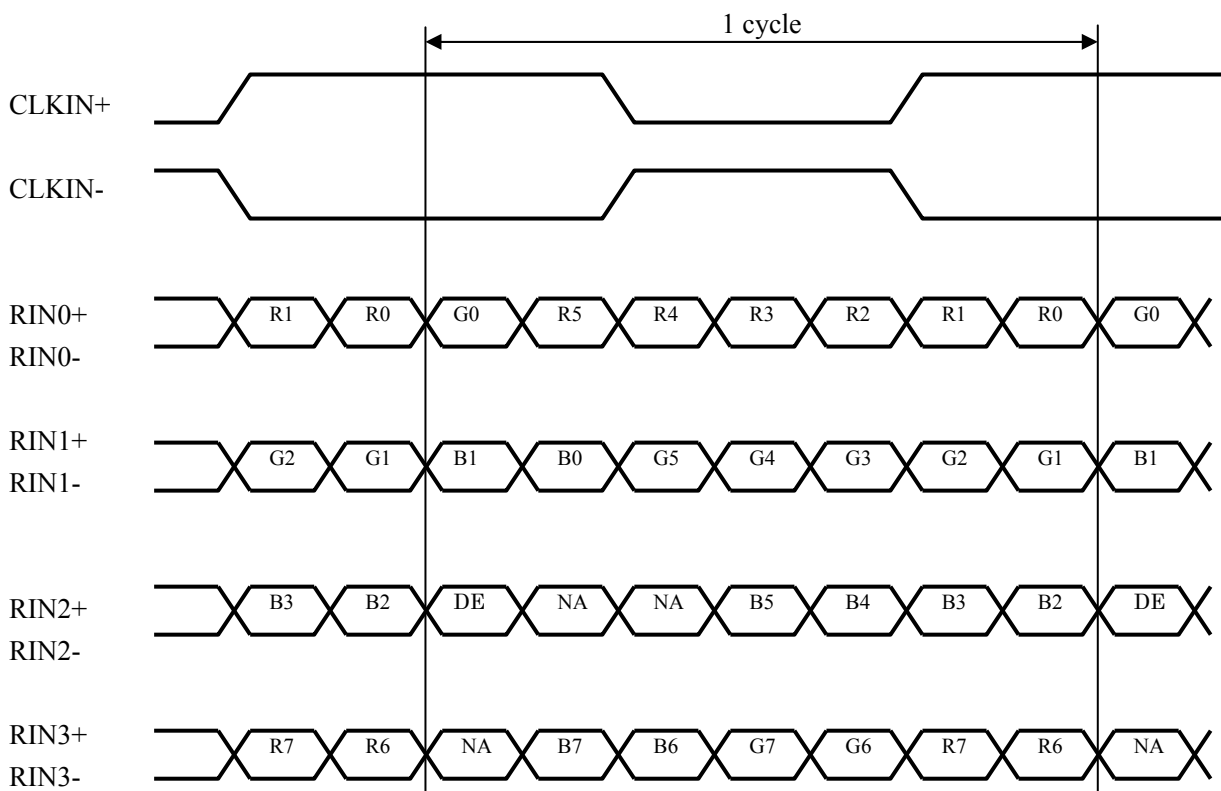 1 cycle
CLKIN+
CLKIN-
RIN0+ R1 R0 G0 R5 R4 R3 R2 R1 R0 G0
RIN0-
RIN1+ G2 G1 B1 B0 G5 G4 G3 G2 G1 B1
RIN1-
RIN2+ B3 B2 DE NA NA B5 B4 B3 B2 DE
RIN2-
RIN3+ R7 R6 NA B7 B6 G7 G6 R7 R6 NA
RIN3-